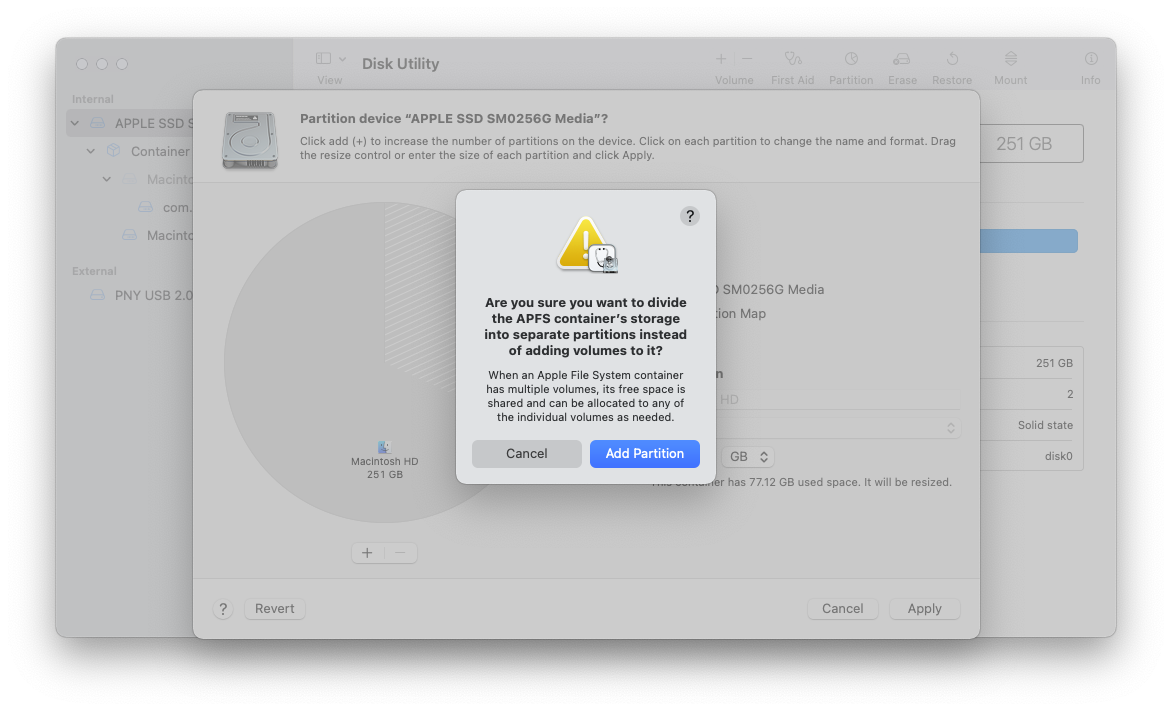 Disk Utility
View
Volume
First Aid
Partition
Erase
Restore
Mount
Info
Internal
APPLE SSD S
Container
Macinto
com.
Macinto
External
PNY USB 2.0
Partition device “APPLE SSD SM0256G Media”?
Click add (+) to increase the number of partitions on the device. Click on each partition to change the name and format. Drag
the resize control or enter the size of each partition and click Apply.
251 GB
?
Are you sure you want to divide
the APFS container’s storage
into separate partitions instead
of adding volumes to it?
When an Apple File System container
has multiple volumes, its free space is
shared and can be allocated to any of
the individual volumes as needed.
Cancel
Add Partition
SM0256G Media
tion Map
n
HD
GB
container has 77.12 GB used space. It will be resized.
Macintosh HD
251 GB
251 GB
2
Solid state
disk0
+ −
?
Revert
Cancel
Apply